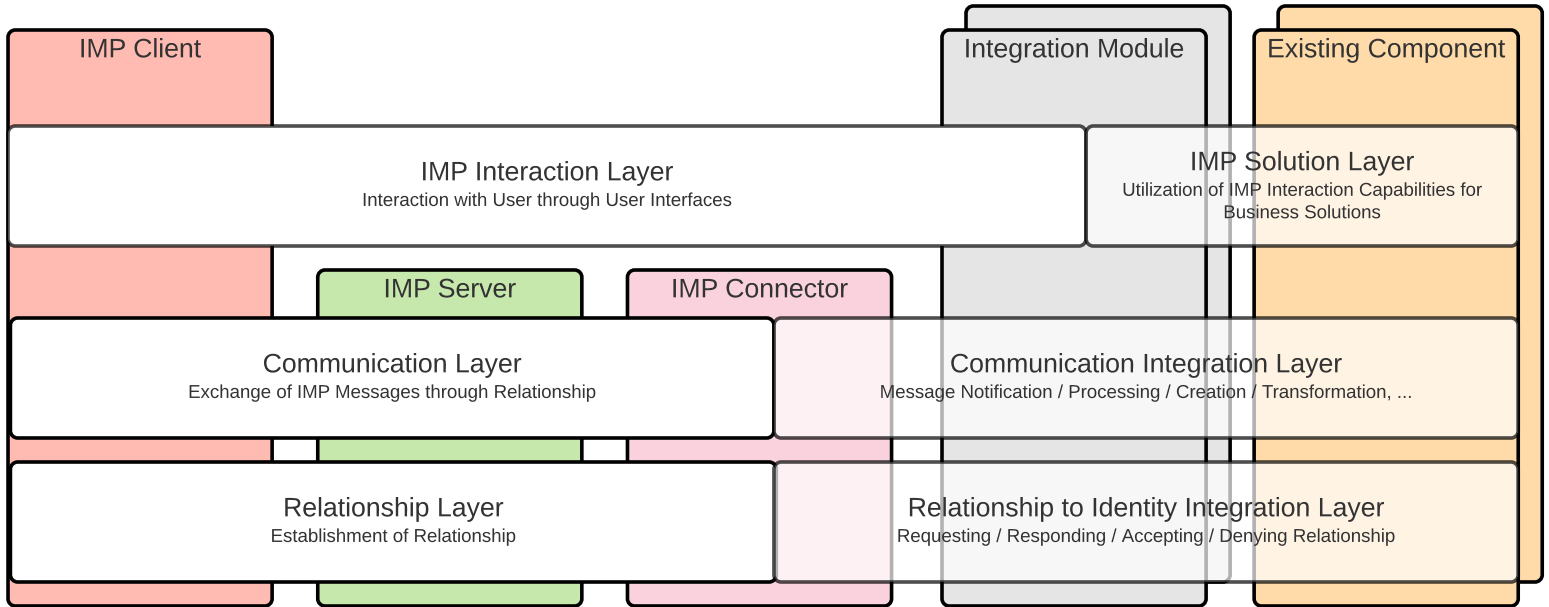 IMP Client
Integration Module
Existing Component
IMP Interaction Layer
Interaction with User through User Interfaces
IMP Solution Layer
Utilization of IMP Interaction Capabilities for
Business Solutions
IMP Server
IMP Connector
Communication Layer
Exchange of IMP Messages through Relationship
Communication Integration Layer
Message Notification / Processing / Creation / Transformation, ...
Relationship Layer
Establishment of Relationship
Relationship to Identity Integration Layer
Requesting / Responding / Accepting / Denying Relationship